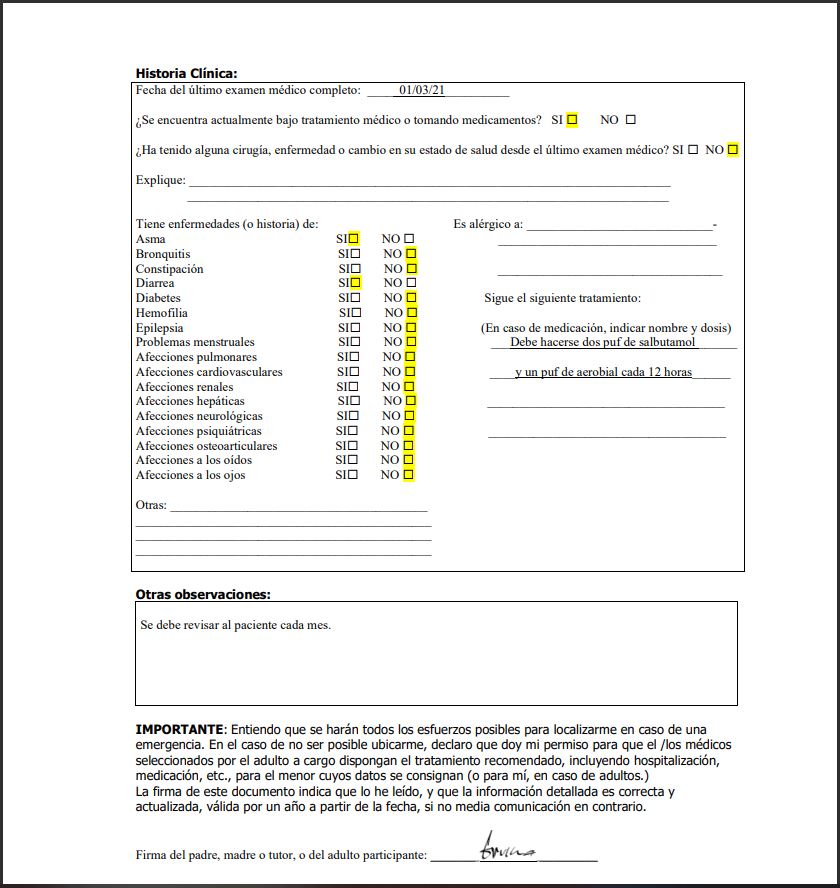 Historia Clínica:
Fecha del último examen médico completo: _____01/03/21__________
¿Se encuentra actualmente bajo tratamiento médico o tomando medicamentos? SI ☐ NO ☐
¿Ha tenido alguna cirugía, enfermedad o cambio en su estado de salud desde el último examen médico? SI ☐ NO ☐
Explique: ____________________
____________________
Tiene enfermedades (o historia) de: Es alérgico a: ____________________-
Asma SI☐ NO ☐
Bronquitis SI☐ NO ☐
Constipación SI☐ NO ☐
Diarrea SI☐ NO ☐
Diabetes SI☐ NO ☐ Sigue el siguiente tratamiento:
Hemofilia SI☐ NO ☐
Epilepsia SI☐ NO ☐ (En caso de medicación, indicar nombre y dosis)
Problemas menstruales SI☐ NO ☐ ___Debe hacerse dos puf de salbutamol______
Afecciones pulmonares SI☐ NO ☐
Afecciones cardiovasculares SI☐ NO ☐ ____y un puf de aerobial cada 12 horas______
Afecciones renales SI☐ NO ☐
Afecciones hepáticas SI☐ NO ☐
Afecciones neurológicas SI☐ NO ☐
Afecciones psiquiátricas SI☐ NO ☐
Afecciones osteoarticulares SI☐ NO ☐
Afecciones a los oídos SI☐ NO ☐
Afecciones a los ojos SI☐ NO ☐
Otras: ____________________
____________________
____________________
____________________
Otras observaciones:
Se debe revisar al paciente cada mes.
IMPORTANTE: Entiendo que se harán todos los esfuerzos posibles para localizarme en caso de una
emergencia. En el caso de no ser posible ubicarme, declaro que doy mi permiso para que el /los médicos
seleccionados por el adulto a cargo dispongan el tratamiento recomendado, incluyendo hospitalización,
medicación, etc., para el menor cuyos datos se consignan (o para mí, en caso de adultos.)
La firma de este documento indica que lo he leído, y que la información detallada es correcta y
actualizada, válida por un año a partir de la fecha, si no media comunicación en contrario.
Firma del padre, madre o tutor, o del adulto participante: ____________________